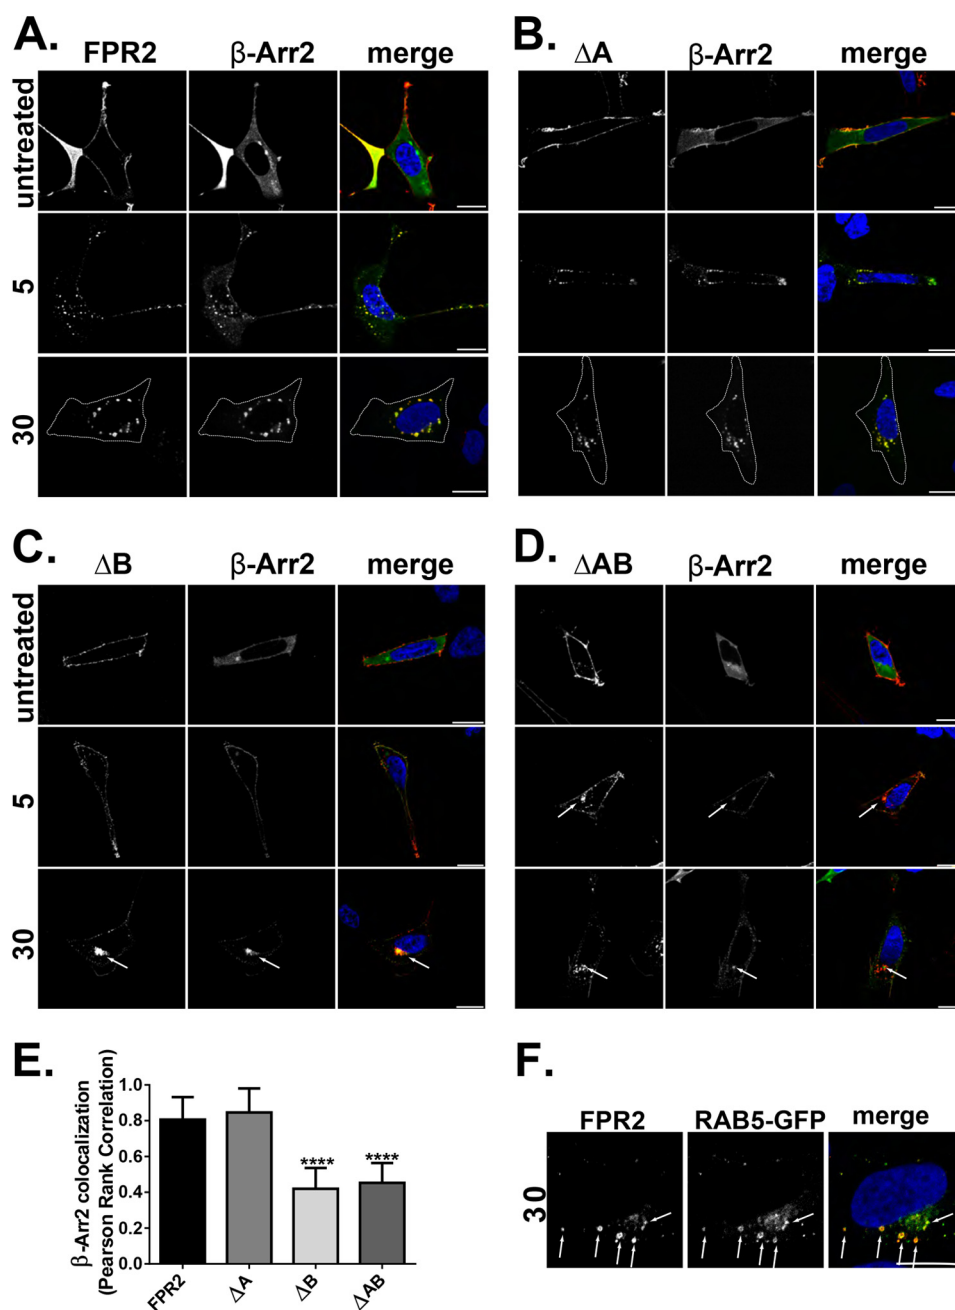 A.
FPR2 β-Arr2 merge
untreated
5
30
B.
ΔA β-Arr2 merge
C.
ΔB β-Arr2 merge
untreated
5
30
D.
ΔAB β-Arr2 merge
E.
β-Arr2 colocalization
(Pearson Rank Correlation)
1.0
0.8
0.6
0.4
0.2
0.0
**** ****
FPR2 ΔA ΔB ΔAB
F.
FPR2 RAB5-GFP merge
30